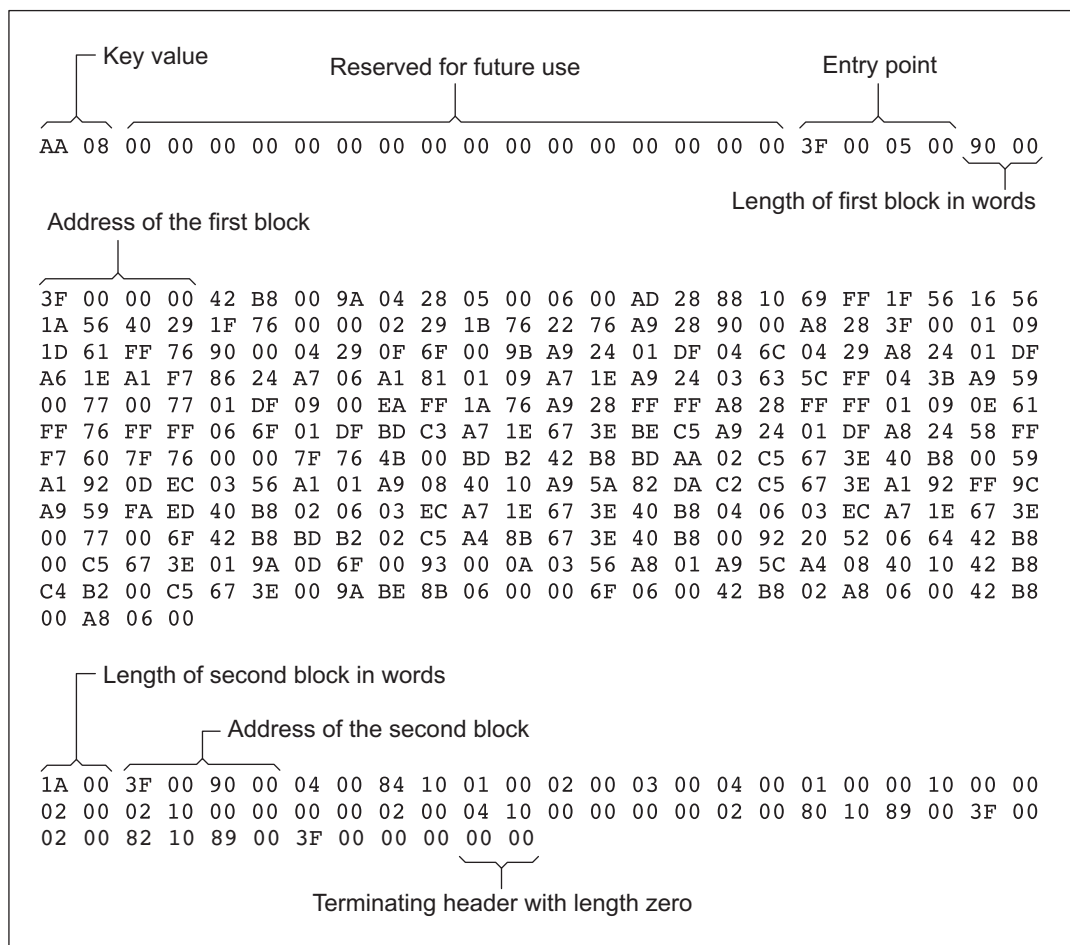 Key value
Reserved for future use
Entry point
AA 08 00 00 00 00 00 00 00 00 00 00 00 00 00 00 00 00 3F 00 05 00 90 00
Length of first block in words
Address of the first block
3F 00 00 00 42 B8 00 9A 04 28 05 00 06 00 AD 28 88 10 69 FF 1F 56 16 56
1A 56 40 29 1F 76 00 00 02 29 1B 76 22 76 A9 28 90 00 A8 28 3F 00 01 09
1D 61 FF 76 90 00 04 29 0F 6F 00 9B A9 24 01 DF 04 6C 04 29 A8 24 01 DF
A6 1E A1 F7 86 24 A7 06 A1 81 01 09 A7 1E A9 24 03 63 5C FF 04 3B A9 59
00 77 00 77 01 DF 09 00 EA FF 1A 76 A9 28 FF FF A8 28 FF FF 01 09 0E 61
FF 76 FF FF 06 6F 01 DF BD C3 A7 1E 67 3E BE C5 A9 24 01 DF A8 24 58 FF
F7 60 7F 76 00 00 7F 76 4B 00 BD B2 42 B8 BD AA 02 C5 67 3E 40 B8 00 59
A1 92 0D EC 03 56 A1 01 A9 08 40 10 A9 5A 82 DA C2 C5 67 3E A1 92 FF 9C
A9 59 FA ED 40 B8 02 06 03 EC A7 1E 67 3E 40 B8 04 06 03 EC A7 1E 67 3E
00 77 00 6F 42 B8 BD B2 02 C5 A4 8B 67 3E 40 B8 00 92 20 52 06 64 42 B8
00 C5 67 3E 01 9A 0D 6F 00 93 00 0A 03 56 A8 01 A9 5C A4 08 40 10 42 B8
C4 B2 00 C5 67 3E 00 9A BE 8B 06 00 00 6F 06 00 42 B8 02 A8 06 00 42 B8
00 A8 06 00
Length of second block in words
Address of the second block
1A 00 3F 00 90 00 04 00 84 10 01 00 02 00 03 00 04 00 01 00 00 10 00 00
02 00 02 10 00 00 00 00 02 00 04 10 00 00 00 00 02 00 80 10 89 00 3F 00
02 00 82 10 89 00 3F 00 00 00 00 00
Terminating header with length zero